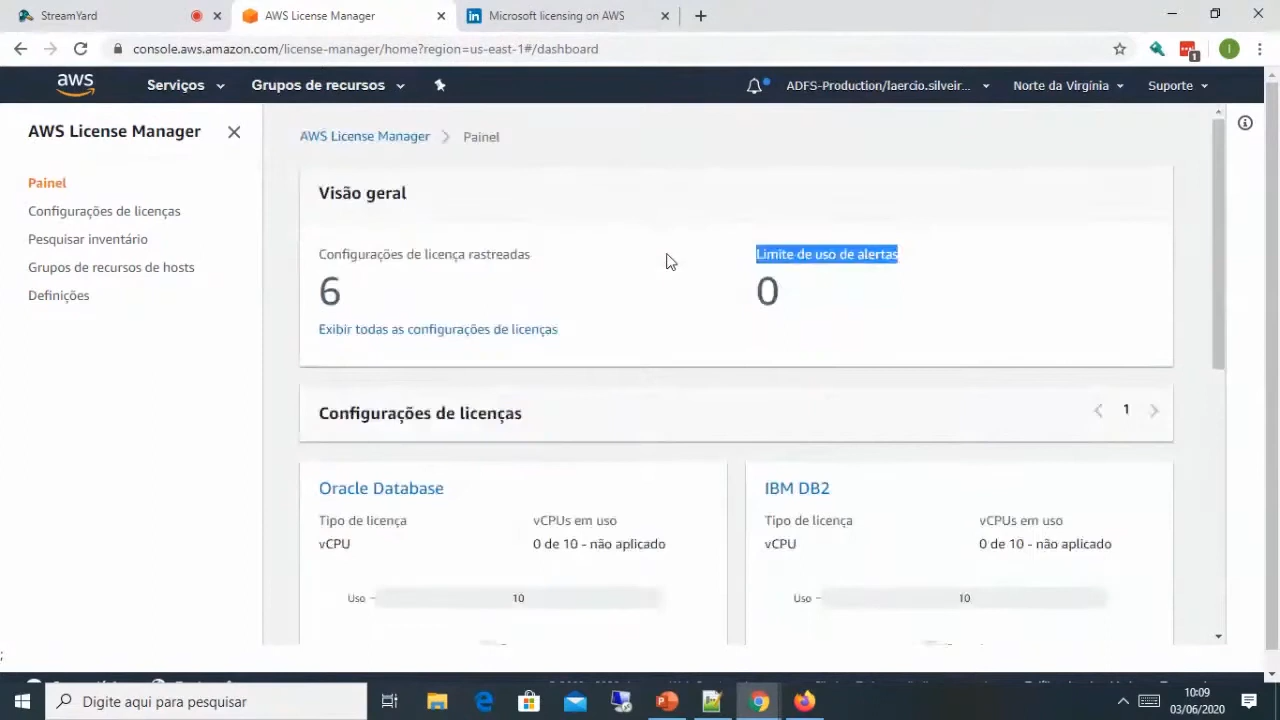 StreamYard
AWS License Manager
Microsoft licensing on AWS
console.aws.amazon.com/license-manager/home?region=us-east-1#/dashboard
1
I
aws
Serviços
Grupos de recursos
ADFS-Production/laercio.silveir...
Norte da Virgínia
Suporte
AWS License Manager
Painel
Configurações de licenças
Pesquisar inventário
Grupos de recursos de hosts
Definições
AWS License Manager
Painel
Visão geral
Configurações de licença rastreadas
6
Exibir todas as configurações de licenças
Limite de uso de alertas
0
Configurações de licenças
1
Oracle Database
Tipo de licença
vCPU
vCPUs em uso
0 de 10 - não aplicado
Uso
10
IBM DB2
Tipo de licença
vCPU
vCPUs em uso
0 de 10 - não aplicado
Uso
10
;
Digite aqui para pesquisar
10:09
03/06/2020